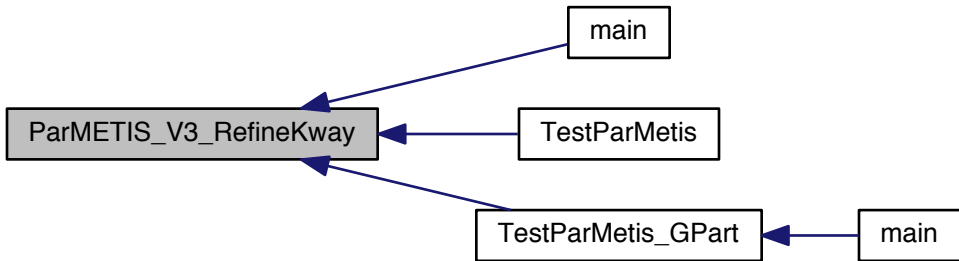 main
ParMETIS_V3_RefineKway
TestParMetis
TestParMetis_GPart
main